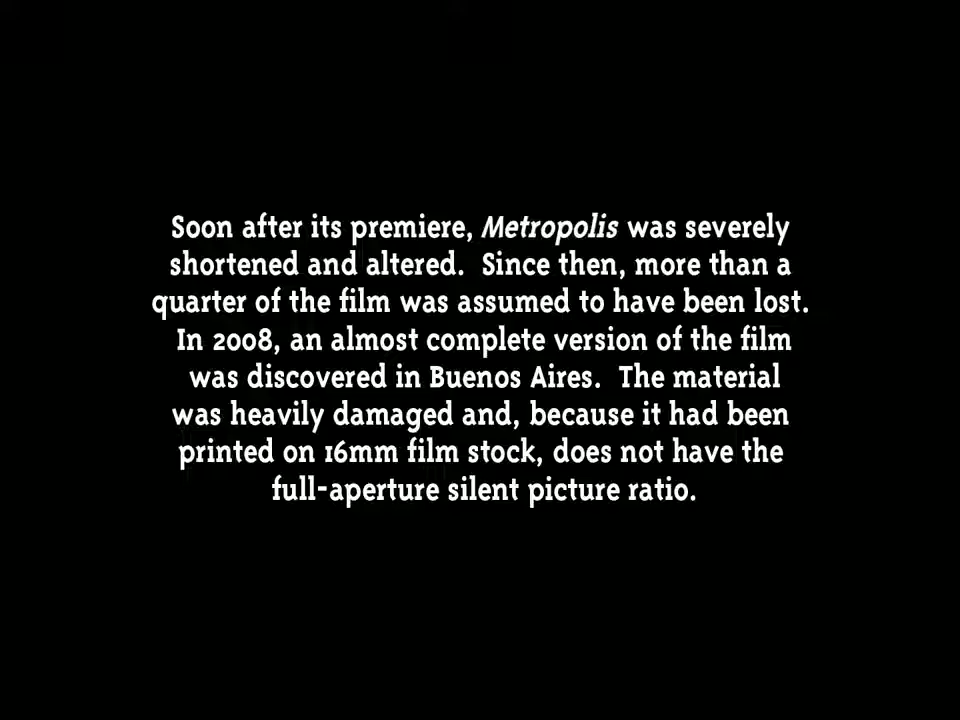 Soon after its premiere, Metropolis was severely
shortened and altered.  Since then, more than a
quarter of the film was assumed to have been lost.
In 2008, an almost complete version of the film
was discovered in Buenos Aires.  The material
was heavily damaged and, because it had been
printed on 16mm film stock, does not have the
full-aperture silent picture ratio.